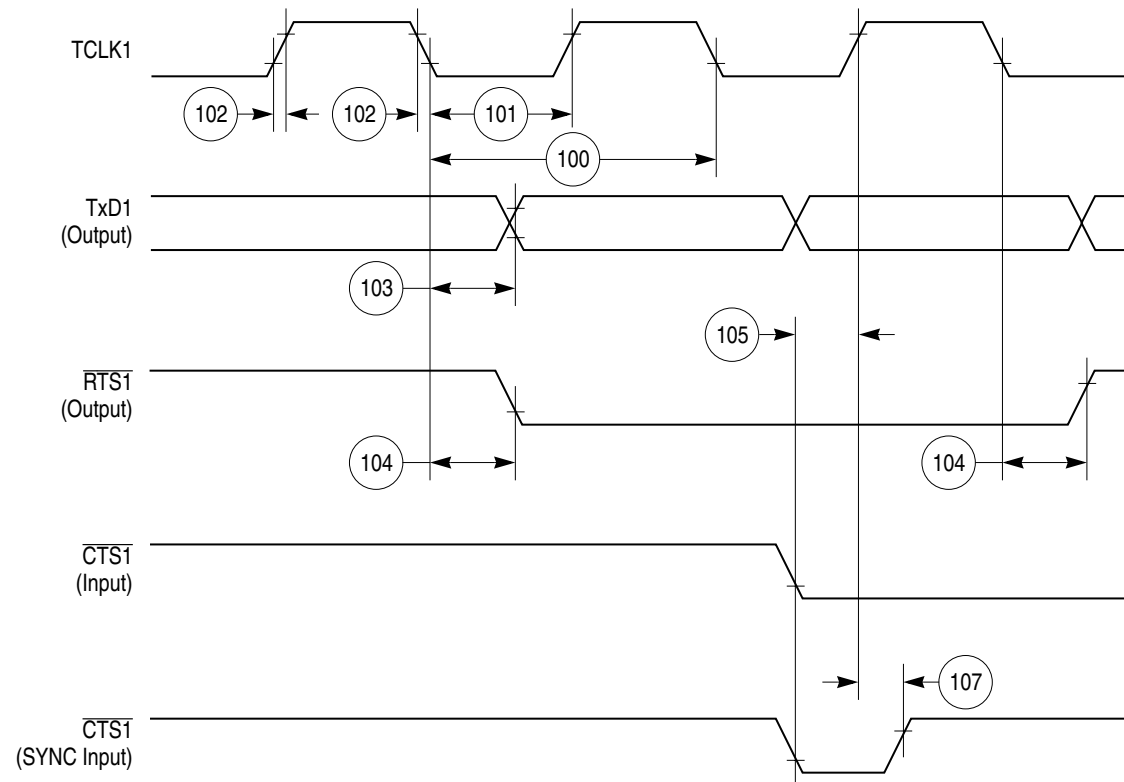 TCLK1
102
102
101
100
TxD1
(Output)
103
105
RTS1
(Output)
104
104
CTS1
(Input)
107
CTS1
(SYNC Input)